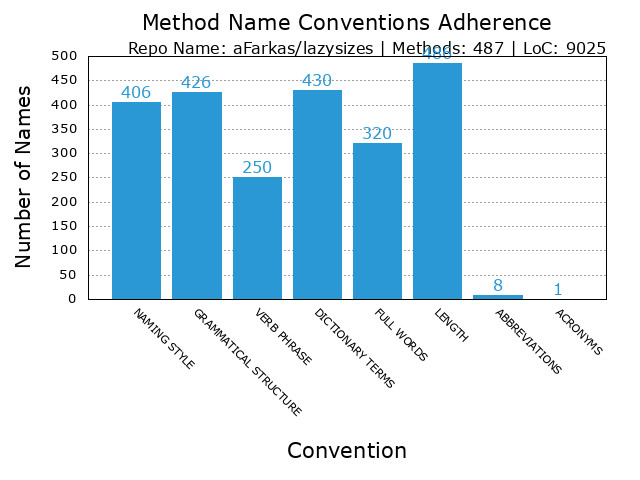 Method Name Conventions Adherence
Repo Name: aFarkas/lazysizes | Methods: 487 | LoC: 9025
Number of Names
500
450
400
350
300
250
200
150
100
50
0
406
426
250
430
320
486
8
1
NAMING STYLE
GRAMMATICAL STRUCTURE
VERB PHRASE
DICTIONARY TERMS
FULL WORDS
LENGTH
ABBREVIATIONS
ACRONYMS
Convention